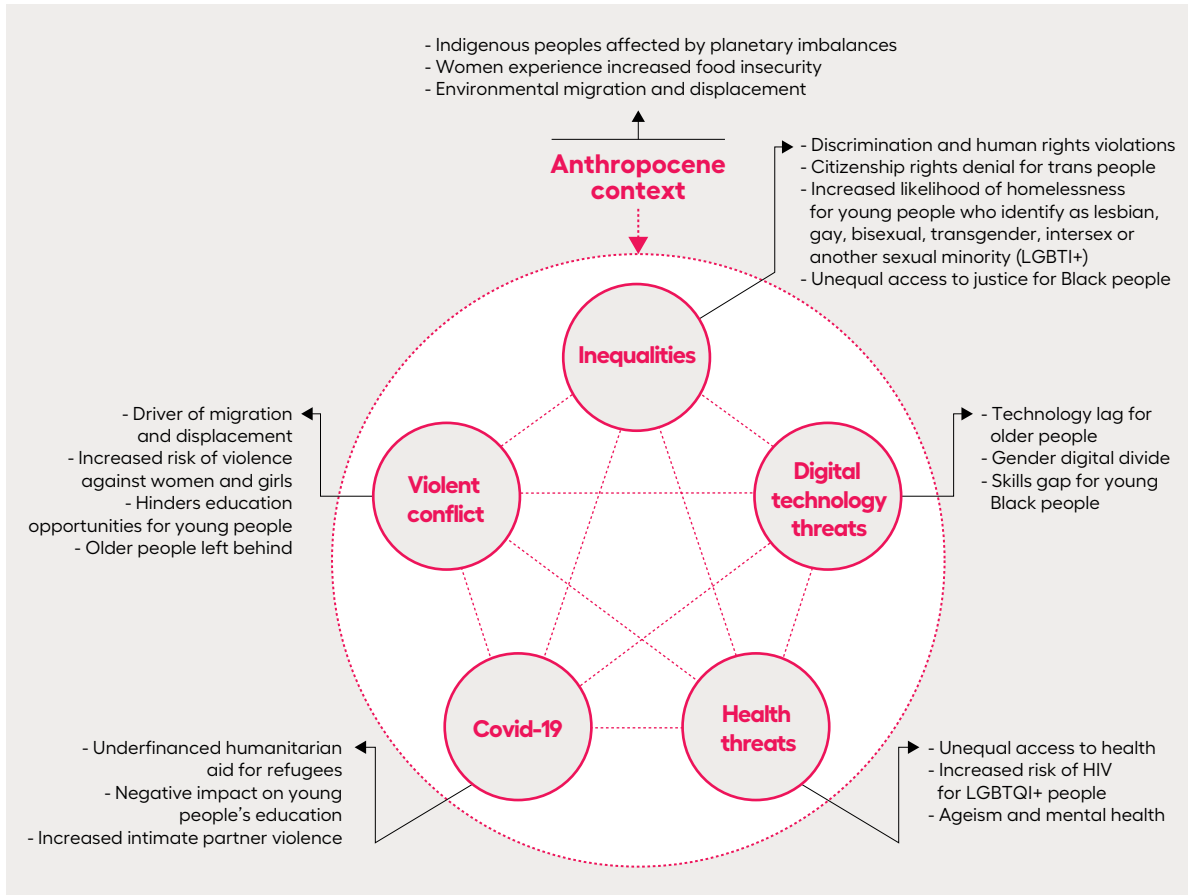 - Indigenous peoples affected by planetary imbalances
- Women experience increased food insecurity
- Environmental migration and displacement
Anthropocene
context
- Discrimination and human rights violations
- Citizenship rights denial for trans people
- Increased likelihood of homelessness
for young people who identify as lesbian,
gay, bisexual, transgender, intersex or
another sexual minority (LGBTI+)
- Unequal access to justice for Black people
Inequalities
- Driver of migration
and displacement
- Increased risk of violence
against women and girls
- Hinders education
opportunities for young people
- Older people left behind
Violent
conflict
Digital
technology
threats
- Technology lag for
older people
- Gender digital divide
- Skills gap for young
Black people
Covid-19
Health
threats
- Underfinanced humanitarian
aid for refugees
- Negative impact on young
people’s education
- Increased intimate partner violence
- Unequal access to health
- Increased risk of HIV
for LGBTQI+ people
- Ageism and mental health